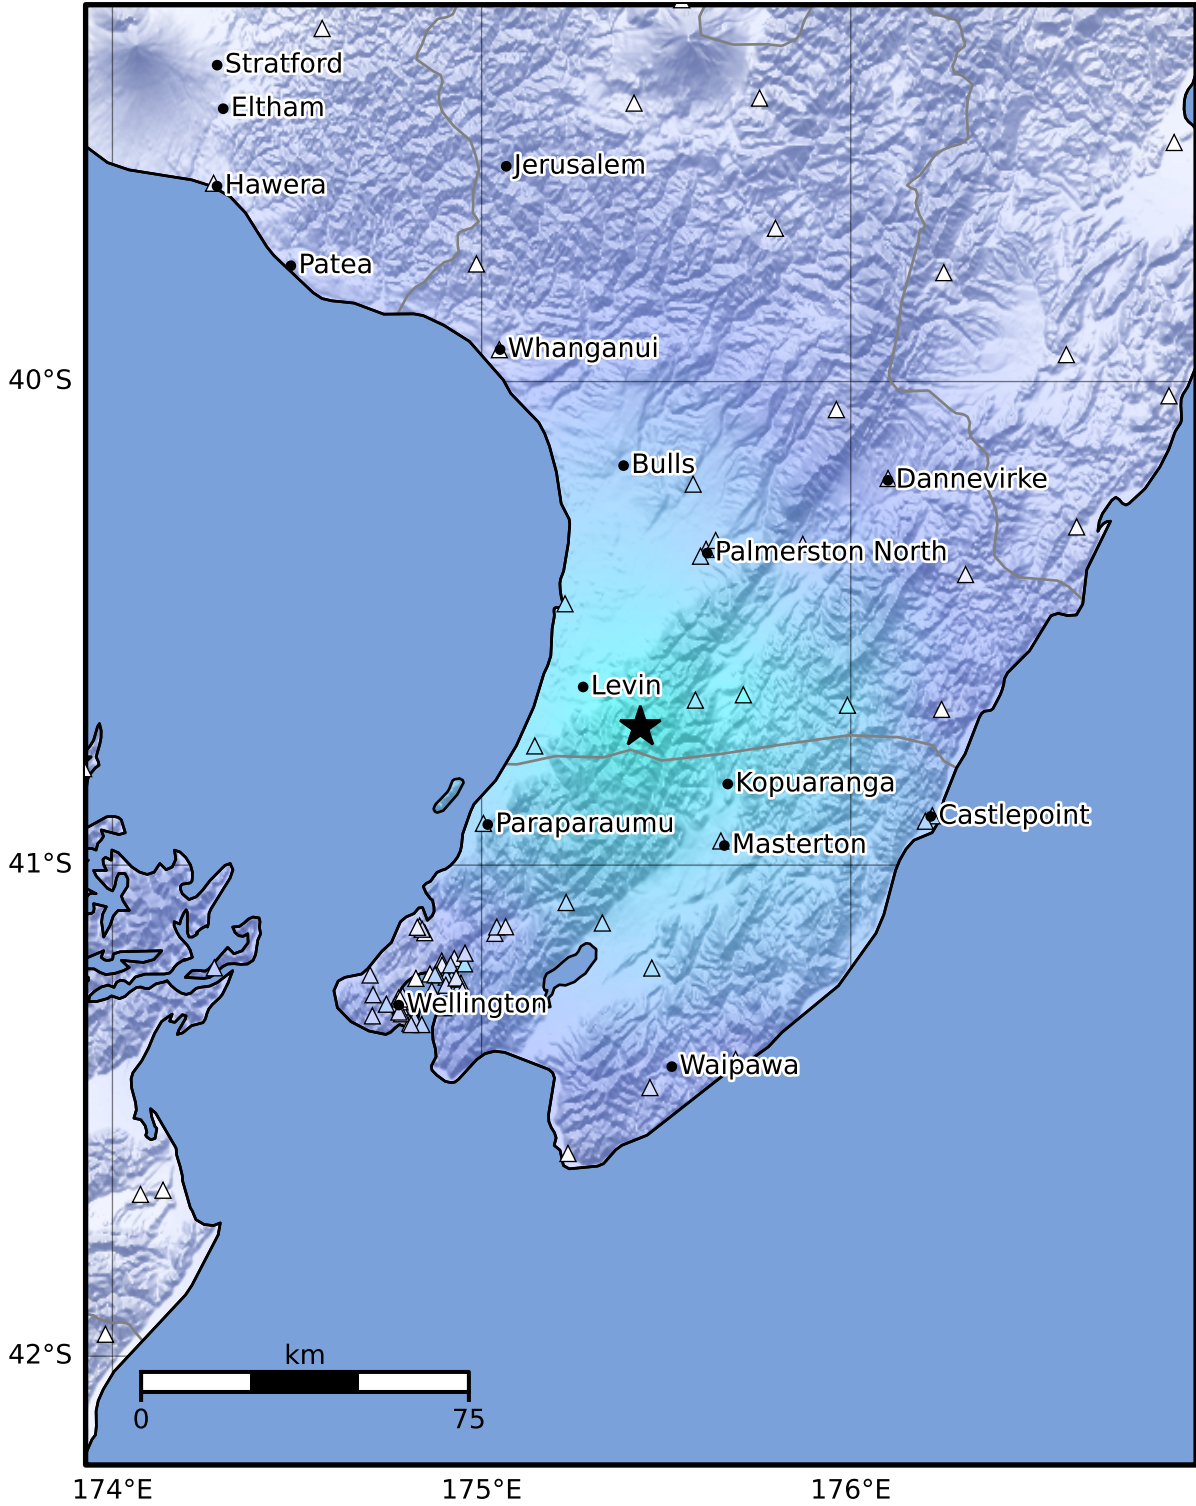 Stratford
Eltham
Jerusalem
Hawera
Patea
Whanganui
40°S
Bulls
Dannevirke
Palmerston North
Levin
Kopuaranga
Castlepoint
Paraparaumu
Masterton
41°S
Wellington
Waipawa
42°S
km
0
75
174°E
175°E
176°E